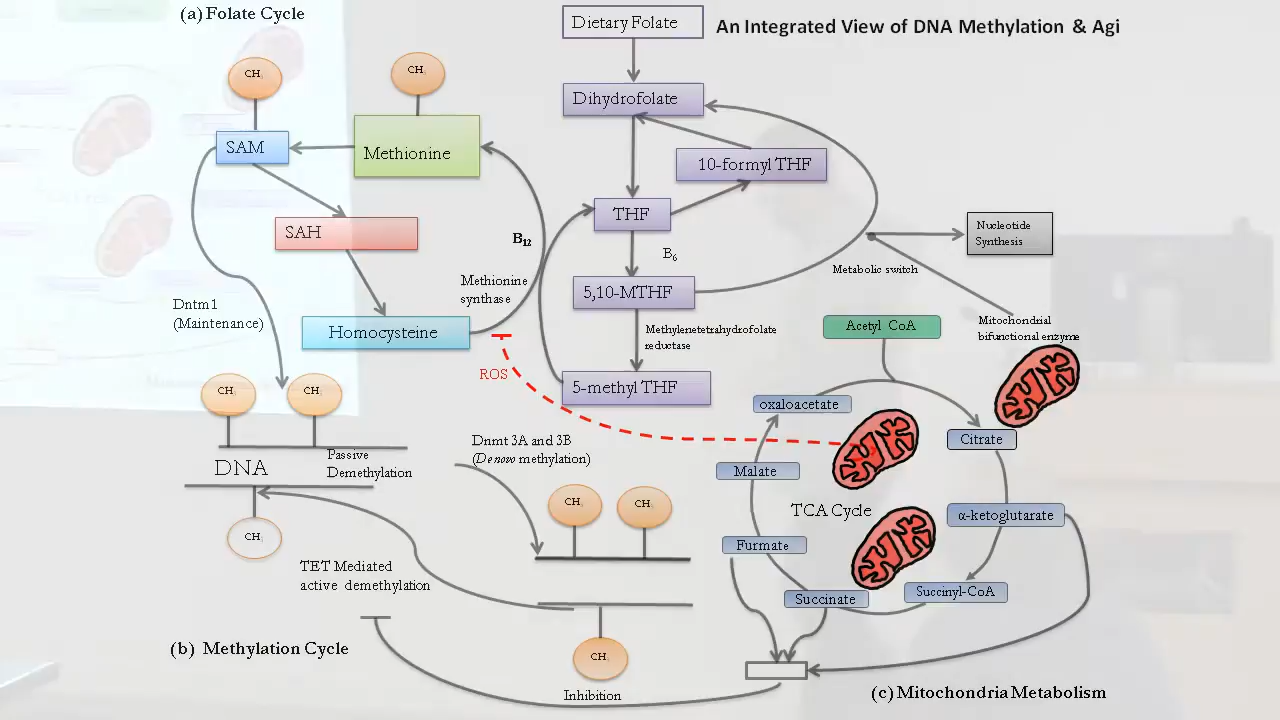 (a) Folate Cycle
Dietary Folate
An Integrated View of DNA Methylation & Agi
CH
CH
Dihydrofolate
SAM
Methionine
10-formyl THF
SAH
THF
Nucleotide
Synthesis
B12
B6
Metabolic switch
Methionine
synthase
5,10-MTHF
Dntm1
(Maintenance)
Homocysteine
Methylenetetrahydrofolate
reductase
Acetyl CoA
Mitochondrial
bifunctional enzyme
ROS
5-methyl THF
CH
CH
oxaloacetate
Citrate
Dnmt 3A and 3B
(De novo methylation)
Passive
Demethylation
DNA
Malate
TCA Cycle
α-ketoglutarate
CH
CH
CH
Furmate
TET Mediated
active demethylation
Succinate
Succinyl-CoA
(b) Methylation Cycle
CH
Inhibition
(c) Mitochondria Metabolism